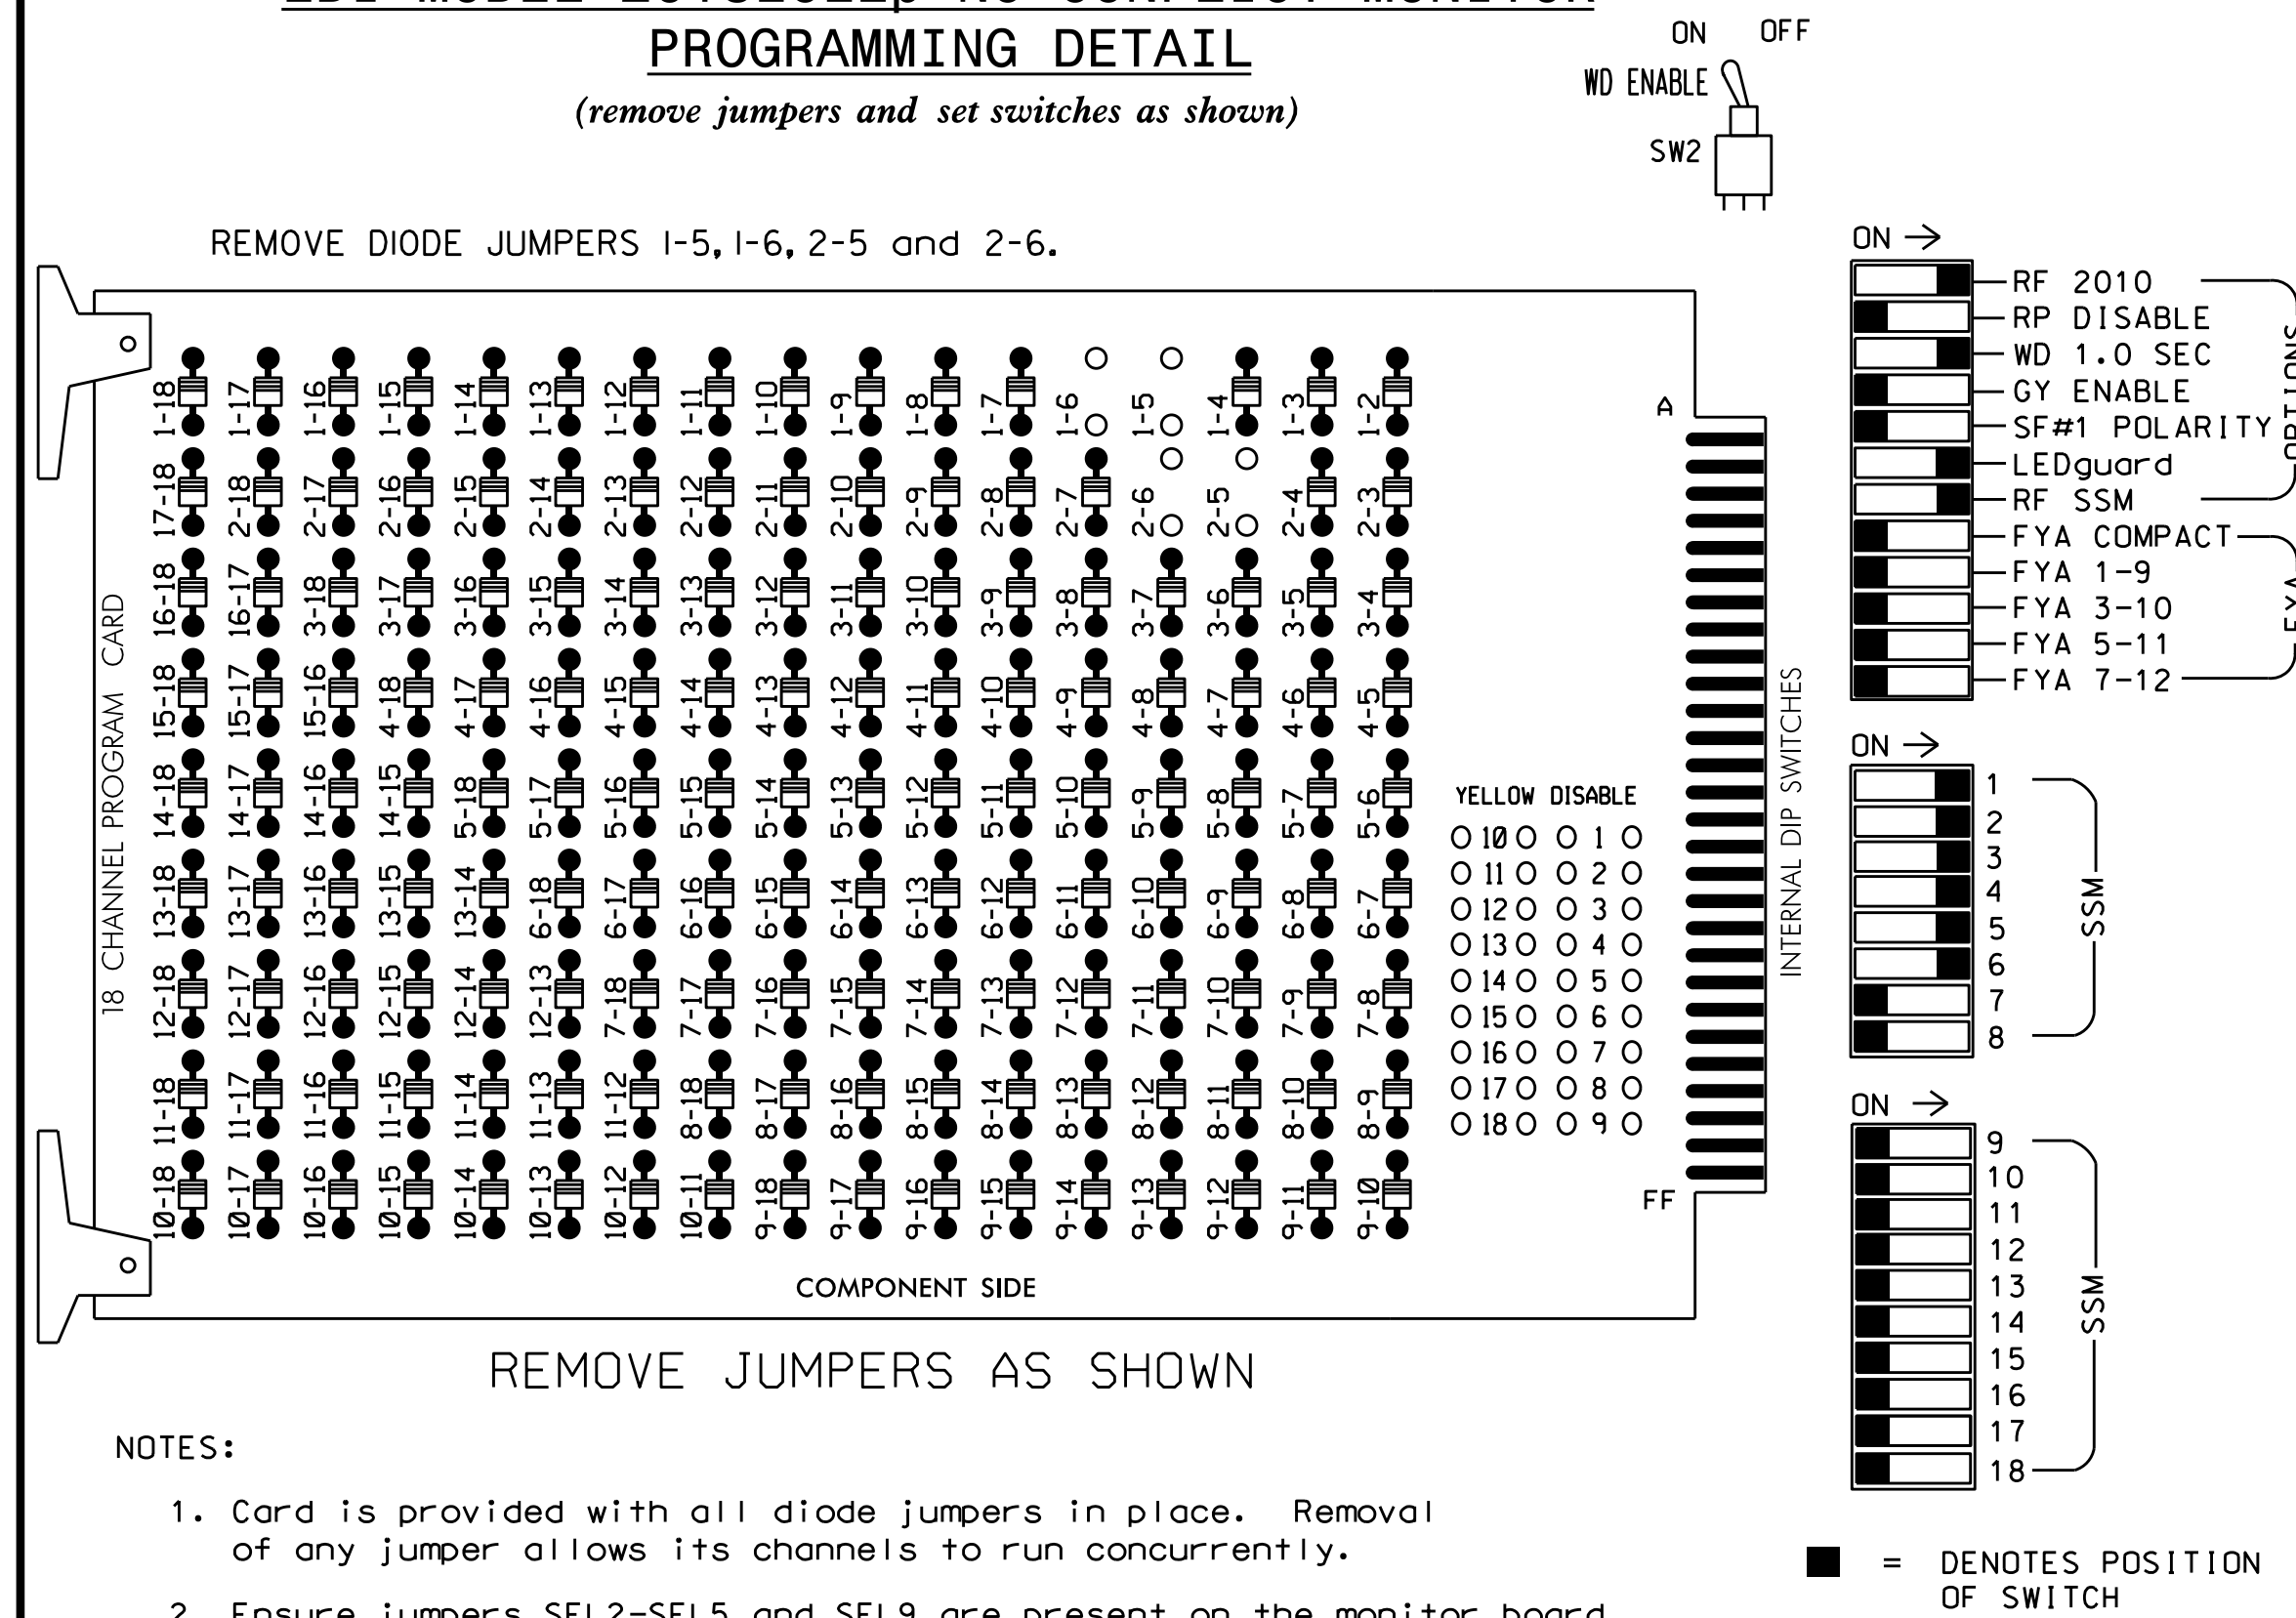 PROGRAMMING DETAIL
(remove jumpers and set switches as shown)
ON OFF
WD ENABLE
SW2
REMOVE DIODE JUMPERS 1-5, 1-6, 2-5 and 2-6.
18 CHANNEL PROGRAM CARD
1-18 1-17 1-16 1-15 1-14 1-13 1-12 1-11 1-10 1-9 1-8 1-7 1-6 1-5 1-4 1-3 1-2
17-18 2-18 2-17 2-16 2-15 2-14 2-13 2-12 2-11 2-10 2-9 2-8 2-7 2-6 2-5 2-4 2-3
16-18 16-17 3-18 3-17 3-16 3-15 3-14 3-13 3-12 3-11 3-10 3-9 3-8 3-7 3-6 3-5 3-4
15-18 15-17 15-16 4-18 4-17 4-16 4-15 4-14 4-13 4-12 4-11 4-10 4-9 4-8 4-7 4-6 4-5
14-18 14-17 14-16 14-15 5-18 5-17 5-16 5-15 5-14 5-13 5-12 5-11 5-10 5-9 5-8 5-7 5-6
13-18 13-17 13-16 13-15 13-14 6-18 6-17 6-16 6-15 6-14 6-13 6-12 6-11 6-10 6-9 6-8 6-7
12-18 12-17 12-16 12-15 12-14 12-13 7-18 7-17 7-16 7-15 7-14 7-13 7-12 7-11 7-10 7-9 7-8
11-18 11-17 11-16 11-15 11-14 11-13 11-12 8-18 8-17 8-16 8-15 8-14 8-13 8-12 8-11 8-10 8-9
10-18 10-17 10-16 10-15 10-14 10-13 10-12 10-11 9-18 9-17 9-16 9-15 9-14 9-13 9-12 9-11 9-10
A
YELLOW DISABLE
10 1
11 2
12 3
13 4
14 5
15 6
16 7
17 8
18 9
FF
COMPONENT SIDE
INTERNAL DIP SWITCHES
ON →
RF 2010
RP DISABLE
WD 1.0 SEC
GY ENABLE
SF#1 POLARITY
LEDguard
RF SSM
OPTIONS
FYA COMPACT
FYA 1-9
FYA 3-10
FYA 5-11
FYA 7-12
FYA
ON →
1
2
3
4
5
6
7
8
SSM
ON →
9
10
11
12
13
14
15
16
17
18
SSM
REMOVE JUMPERS AS SHOWN
NOTES:
1. Card is provided with all diode jumpers in place. Removal
of any jumper allows its channels to run concurrently.
2. Ensure jumpers SEL2-SEL5 and SEL9 are present on the monitor board
■ = DENOTES POSITION
OF SWITCH